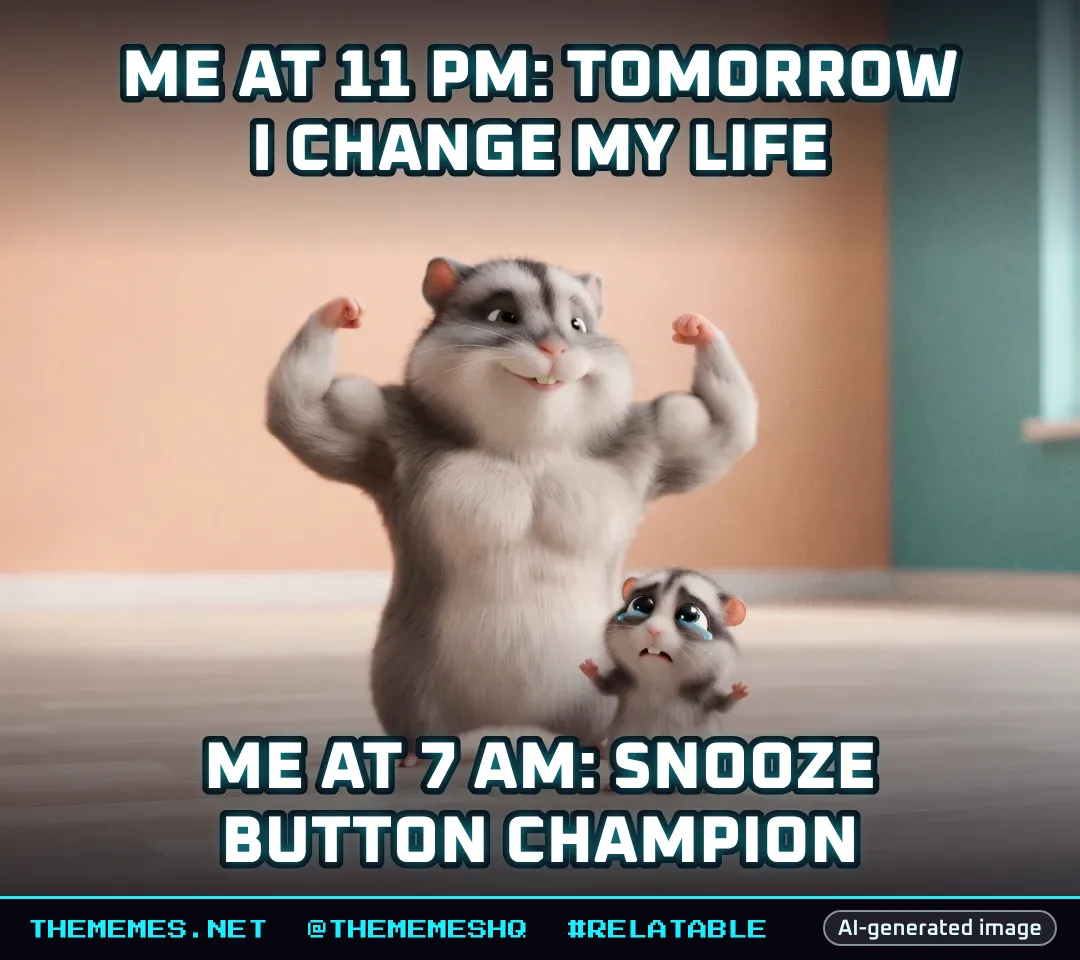 ME AT 11 PM: TOMORROW
I CHANGE MY LIFE
ME AT 7 AM: SNOOZE
BUTTON CHAMPION
THEMEMES.NET @THEMEMESHQ #RELATABLE AI-generated image